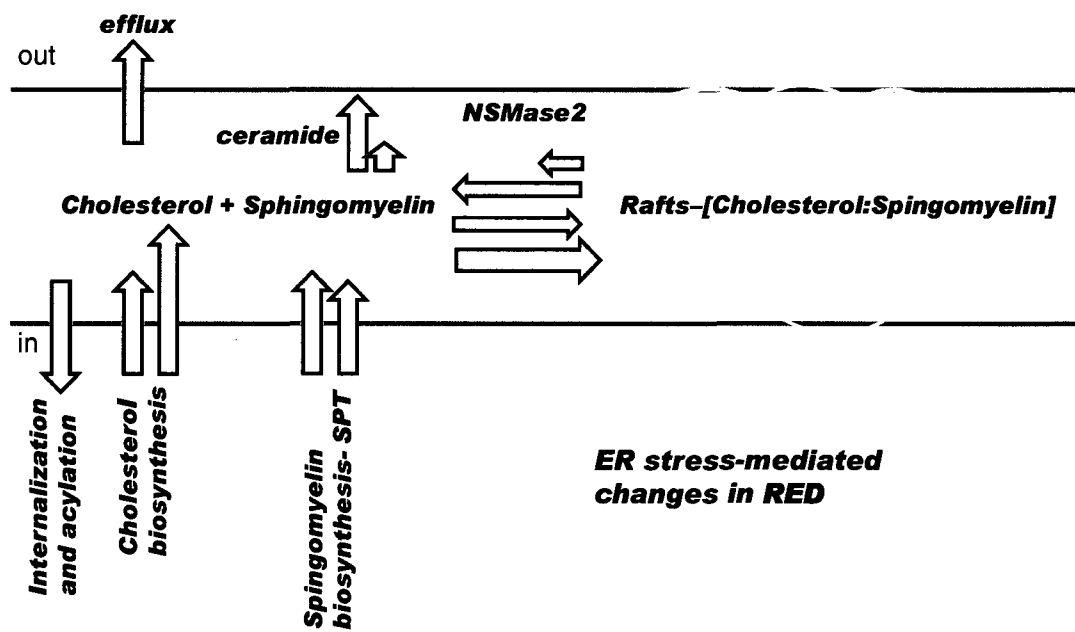 efflux
out
NSMase2
ceramide
Cholesterol + Sphingomyelin
Rafts–[Cholesterol:Spingomyelin]
in
Internalization
and acylation
Cholesterol
biosynthesis
Spingomyelin
biosynthesis- SPT
ER stress-mediated
changes in RED